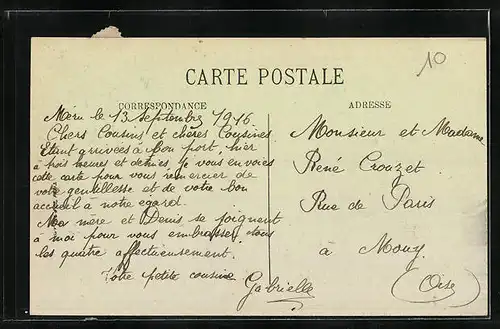 10
CARTE POSTALE
CORRESPONDANCE
ADRESSE
Méru le 13 Septembre 1916.
Chers Cousins et chères Cousines
Etant arrivées à bon port, hier
à trois heures et demies je vous envoies
cette carte pour vous remercier de
votre gentillesse et de votre bon
accueil à notre egard.
Ma mère et Denis se joignent
à moi pour vous embrasser tous
les quatre affectueusement.
Votre petite cousine
Gabrielle
Monsieur et Madame
René Crouzet
Rue de Paris
à Mouy
(Oise)